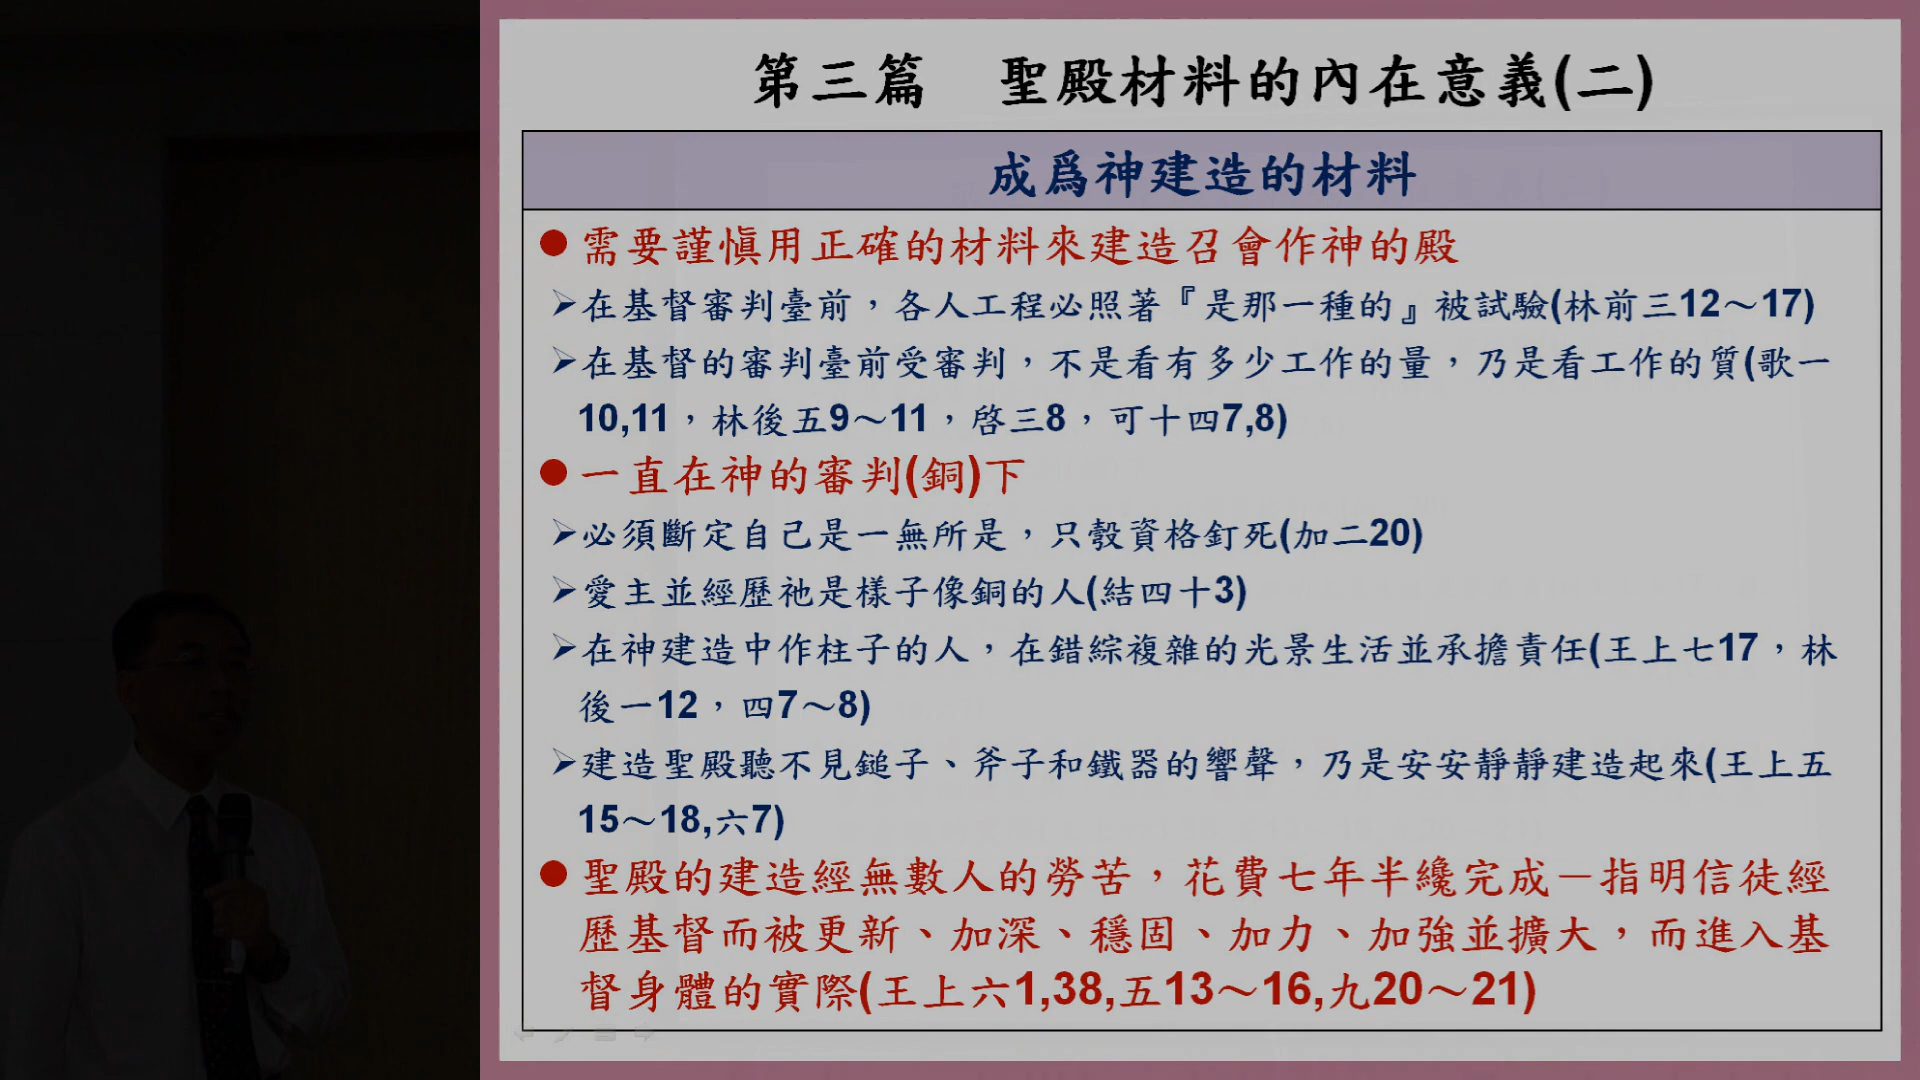 第三篇　聖殿材料的內在意義(二)
成爲神建造的材料
●需要謹愼用正確的材料來建造召會作神的殿
➢在基督審判臺前，各人工程必照著『是那一種的』被試驗(林前三12～17)
➢在基督的審判臺前受審判，不是看有多少工作的量，乃是看工作的質(歌一
10,11，林後五9～11，啓三8，可十四7,8)
●一直在神的審判(銅)下
➢必須斷定自己是一無所是，只彀資格釘死(加二20)
➢愛主並經歷祂是樣子像銅的人(結四十3)
➢在神建造中作柱子的人，在錯綜複雜的光景生活並承擔責任(王上七17，林
後一12，四7～8)
➢建造聖殿聽不見鎚子、斧子和鐵器的響聲，乃是安安靜靜建造起來(王上五
15～18,六7)
●聖殿的建造經無數人的勞苦，花費七年半纔完成－指明信徒經
歷基督而被更新、加深、穩固、加力、加強並擴大，而進入基
督身體的實際(王上六1,38,五13～16,九20～21)